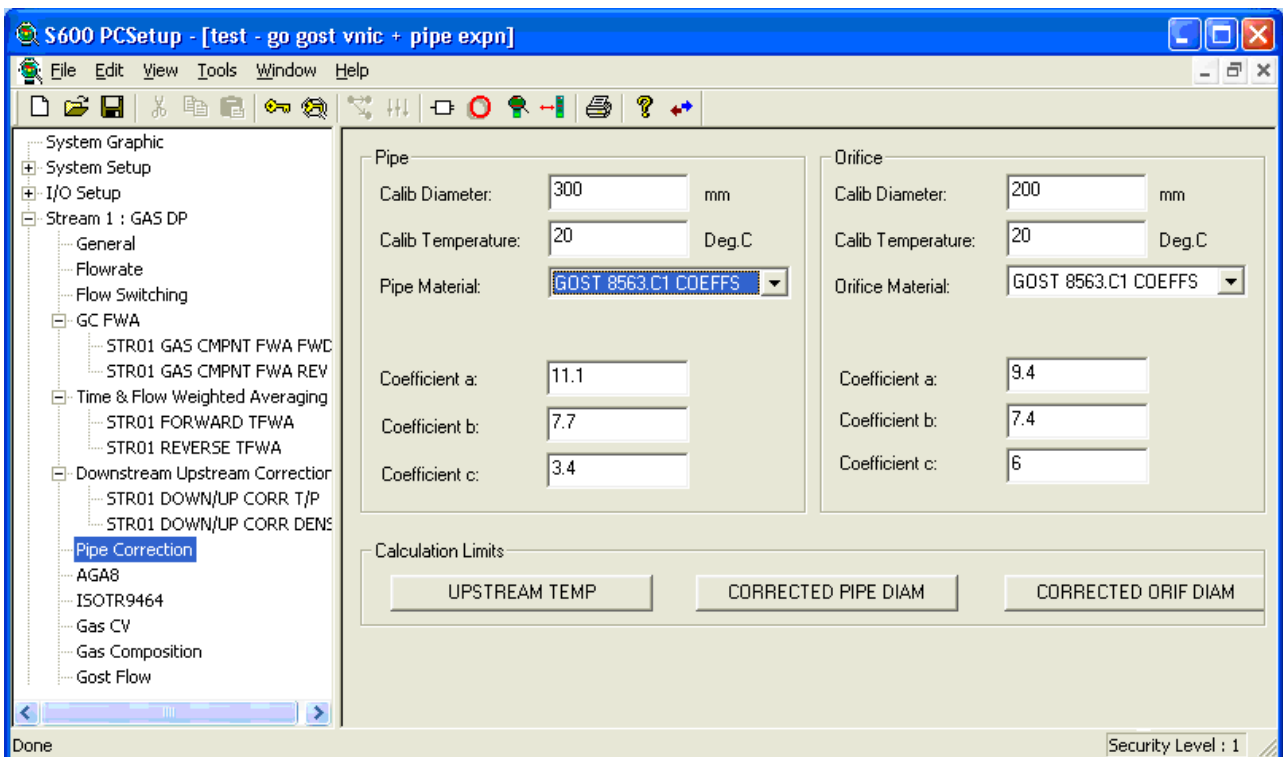 S600 PCSetup - [test - go gost vnic + pipe expn]
File Edit View Tools Window Help
System Graphic
System Setup
I/O Setup
Stream 1 : GAS DP
General
Flowrate
Flow Switching
GC FWA
STR01 GAS CMPNT FWA FWD
STR01 GAS CMPNT FWA REV
Time & Flow Weighted Averaging
STR01 FORWARD TFWA
STR01 REVERSE TFWA
Downstream Upstream Correction
STR01 DOWN/UP CORR T/P
STR01 DOWN/UP CORR DENS
Pipe Correction
AGA8
ISOTR9464
Gas CV
Gas Composition
Gost Flow
Pipe
Calib Diameter: 300 mm
Calib Temperature: 20 Deg.C
Pipe Material: GOST 8563.C1 COEFFS
Coefficient a: 11.1
Coefficient b: 7.7
Coefficient c: 3.4
Orifice
Calib Diameter: 200 mm
Calib Temperature: 20 Deg.C
Orifice Material: GOST 8563.C1 COEFFS
Coefficient a: 9.4
Coefficient b: 7.4
Coefficient c: 6
Calculation Limits
UPSTREAM TEMP CORRECTED PIPE DIAM CORRECTED ORIF DIAM
Done Security Level : 1